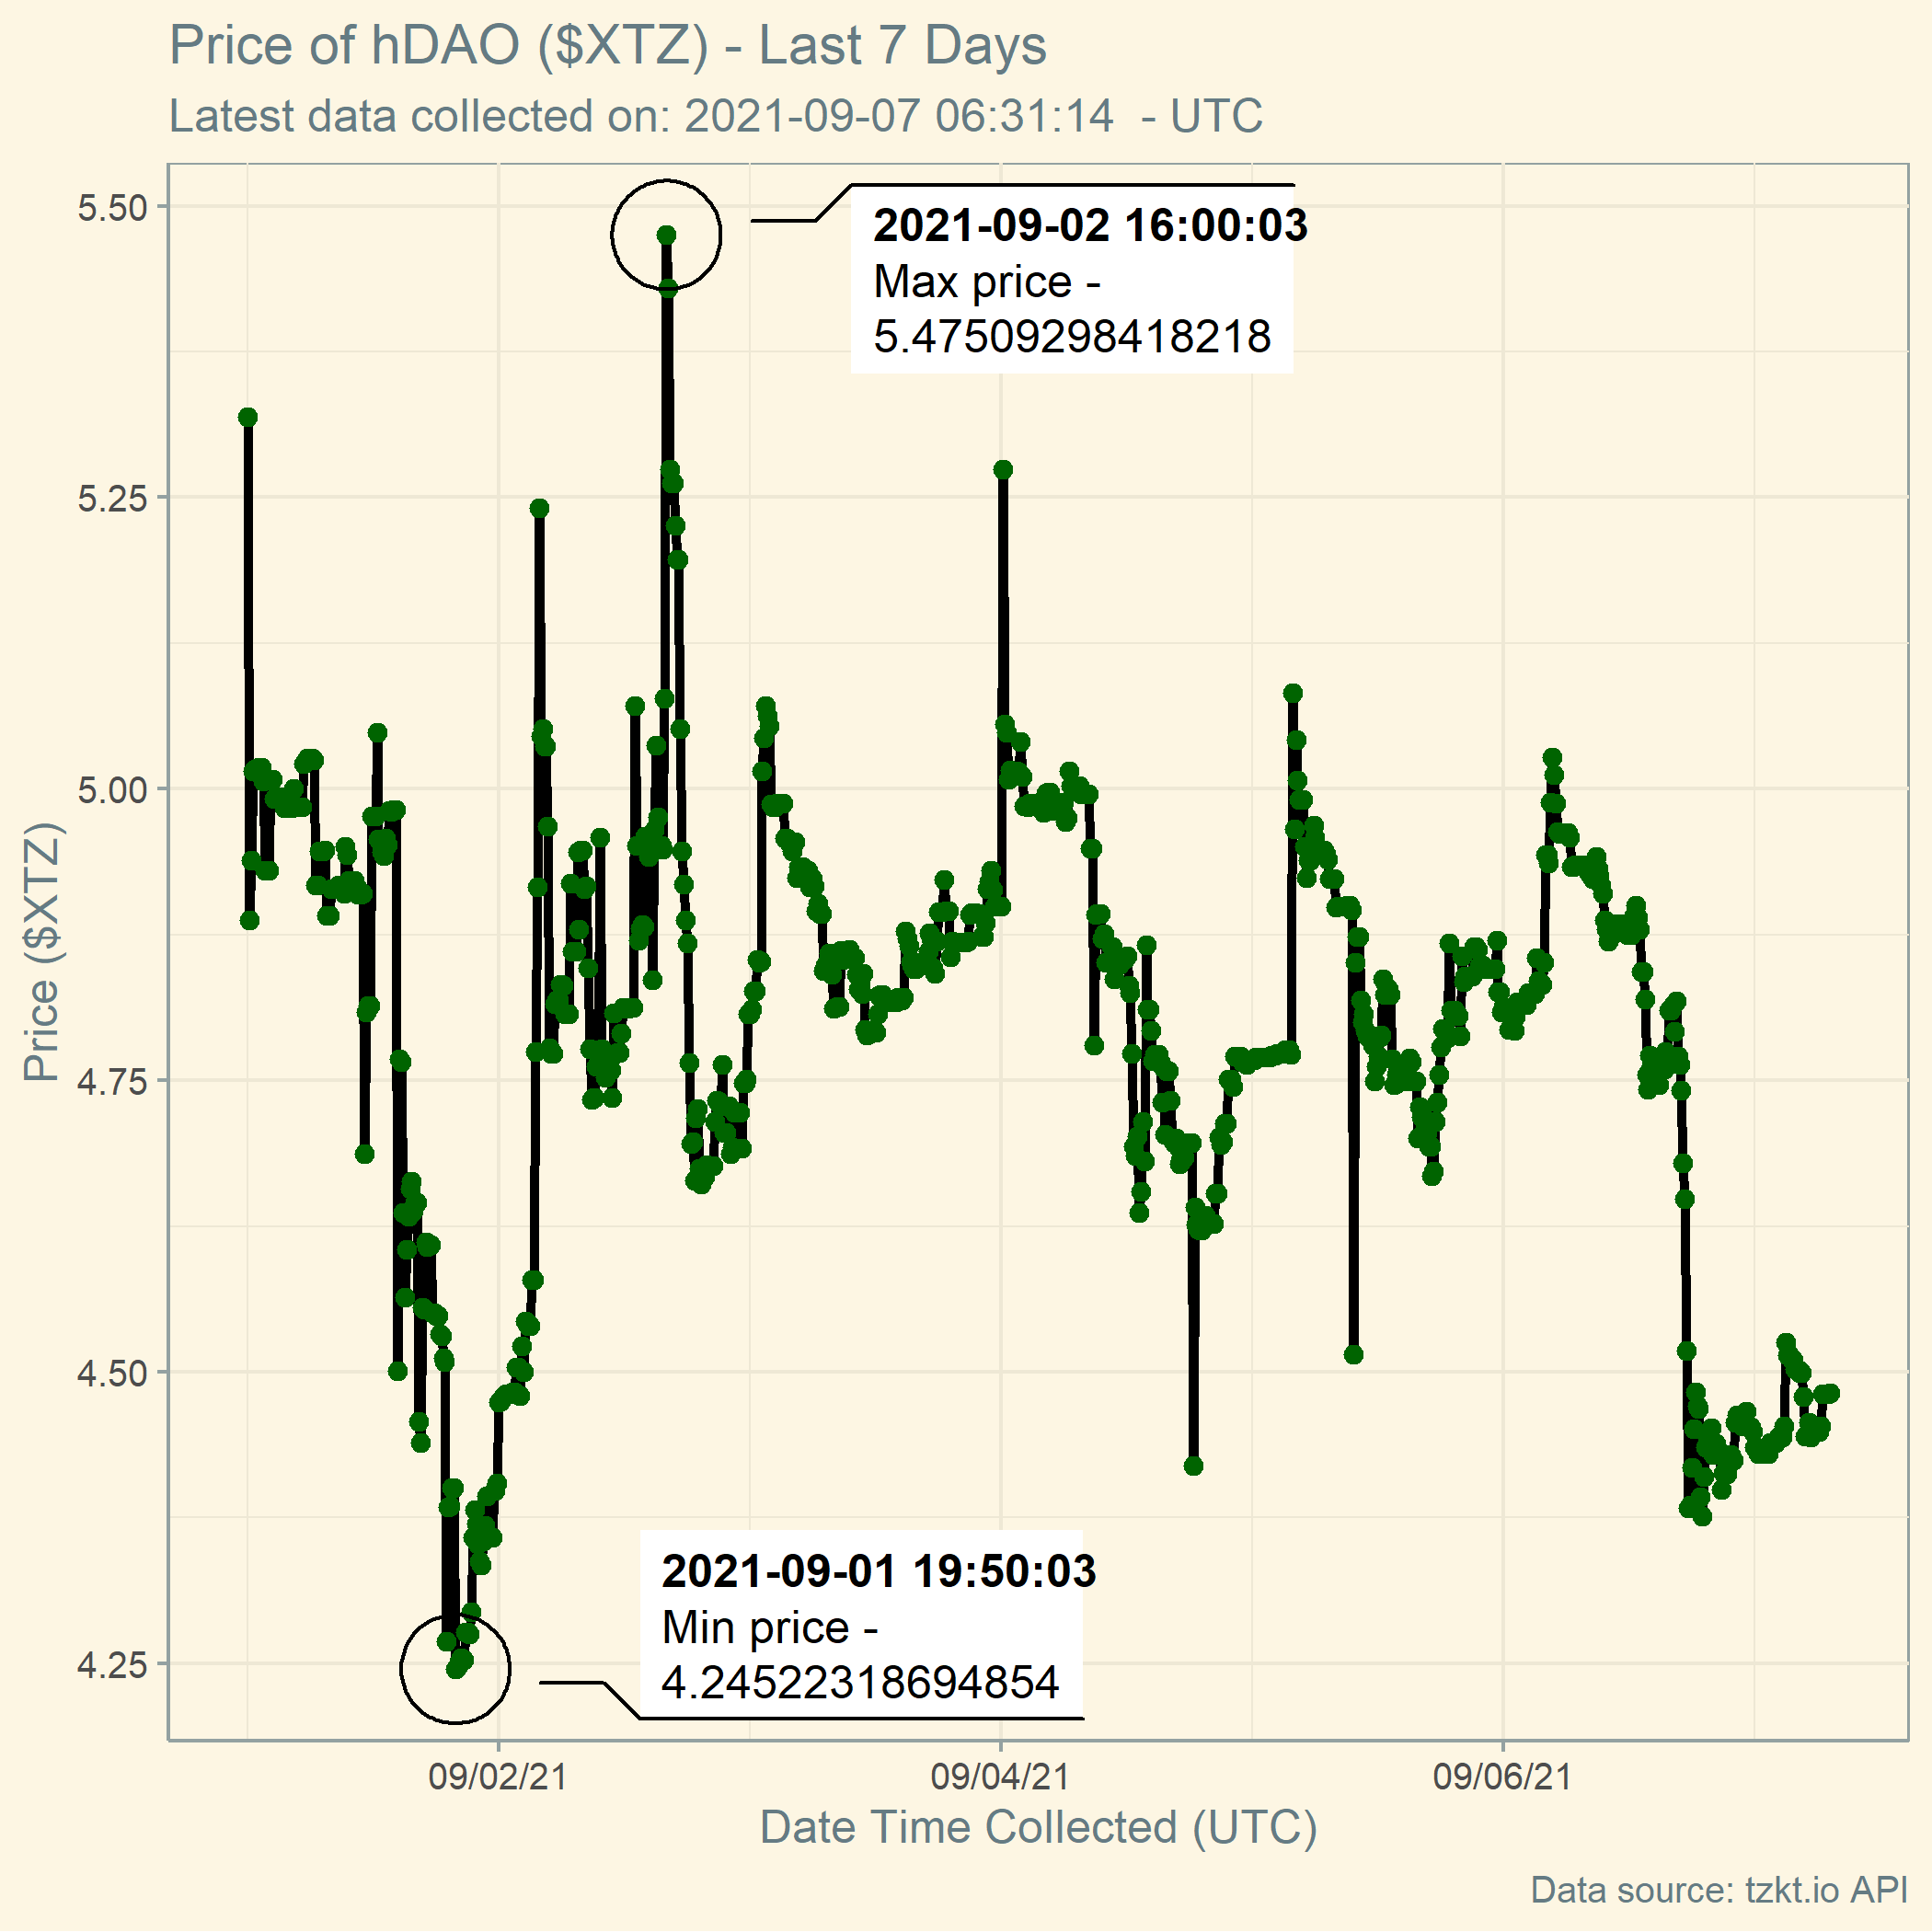 Price of hDAO ($XTZ) - Last 7 Days
Latest data collected on: 2021-09-07 06:31:14  - UTC
5.50
5.25
5.00
4.75
4.50
4.25
Price ($XTZ)
2021-09-02 16:00:03
Max price -
5.47509298418218
2021-09-01 19:50:03
Min price -
4.24522318694854
09/02/21
09/04/21
09/06/21
Date Time Collected (UTC)
Data source: tzkt.io API